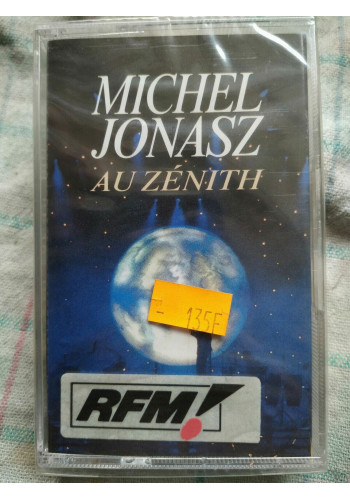 MICHEL
JONASZ
AU ZÉNITH
135F
RFM!